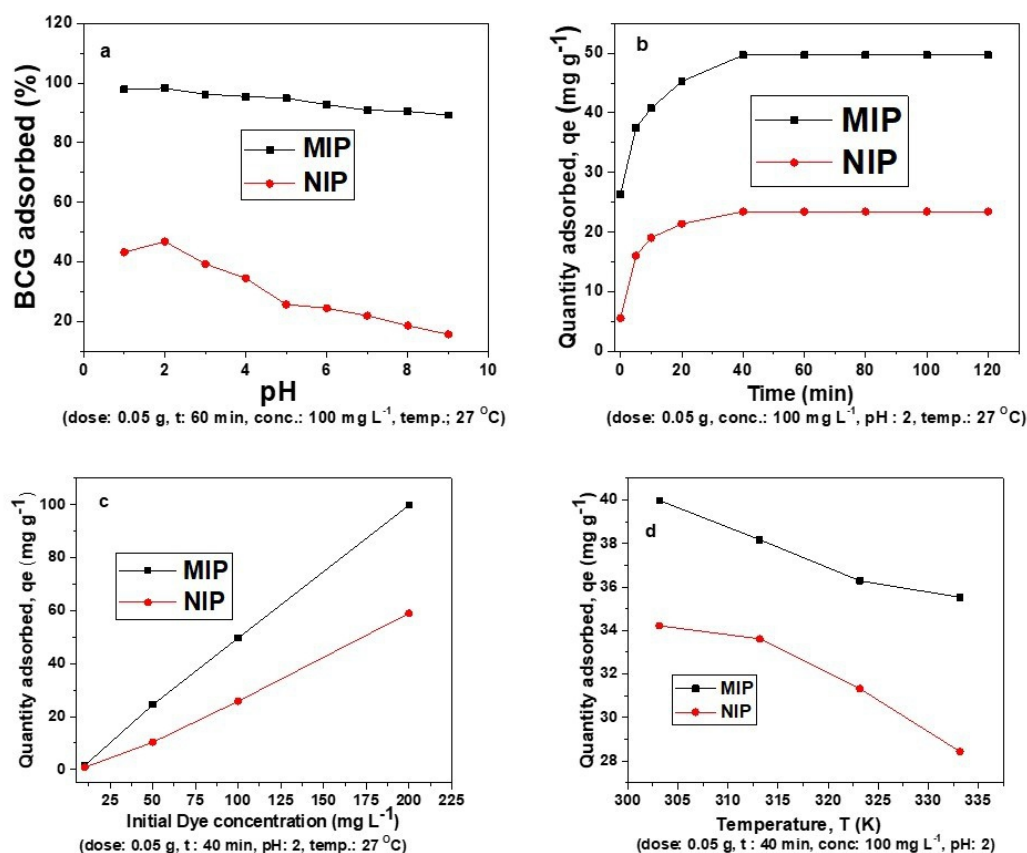 a
BCG adsorbed (%)
120
100
80
60
40
20
MIP
NIP
0 2 4 6 8 10
pH
(dose: 0.05 g, t: 60 min, conc.: 100 mg L⁻¹, temp.; 27 ᴼC)
b
Quantity adsorbed, qe (mg g⁻¹)
50
40
30
20
10
0
MIP
NIP
0 20 40 60 80 100 120
Time (min)
(dose: 0.05 g, conc.: 100 mg L⁻¹, pH : 2, temp.: 27 ᴼC)
c
Quantity adsorbed, qe (mg g⁻¹)
100
80
60
40
20
0
MIP
NIP
25 50 75 100 125 150 175 200 225
Initial Dye concentration (mg L⁻¹)
(dose: 0.05 g, t : 40 min, pH: 2, temp.: 27 ᴼC)
d
Quantity adsorbed, qe (mg g⁻¹)
40
38
36
34
32
30
28
MIP
NIP
300 305 310 315 320 325 330 335
Temperature, T (K)
(dose: 0.05 g, t : 40 min, conc: 100 mg L⁻¹, pH: 2)